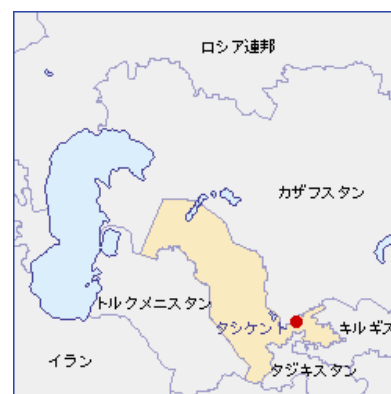 ロシア連邦
カザフスタン
トルクメニスタン
タシケント
キルギス
イラン
タジキスタン